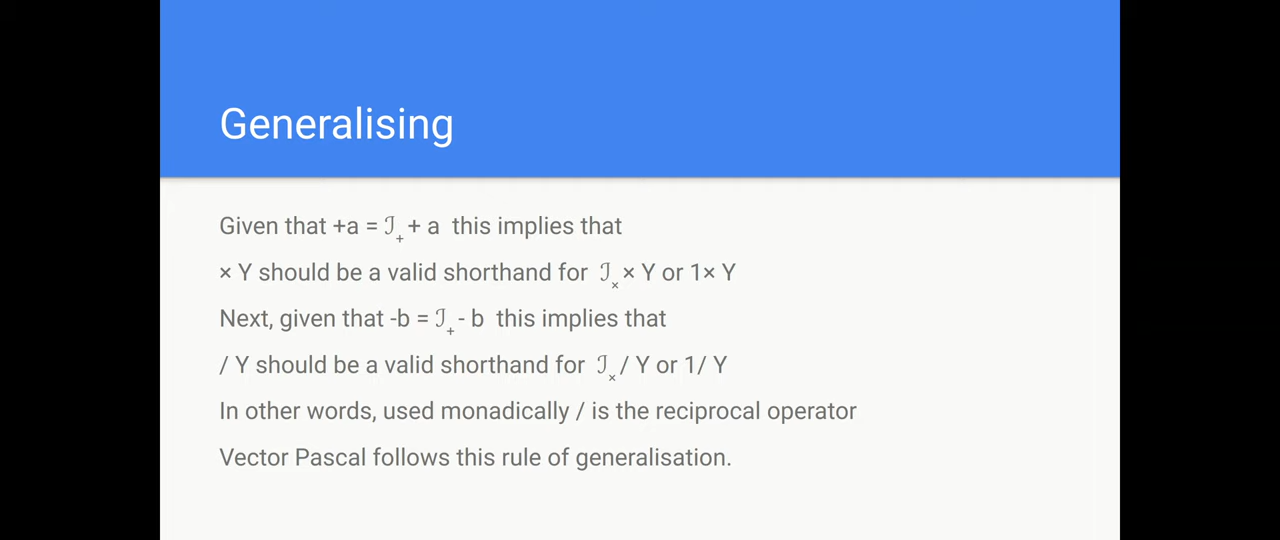 Generalising
Given that +a = ℐ₊ + a this implies that
× Y should be a valid shorthand for ℐₓ × Y or 1× Y
Next, given that -b = ℐ₊ - b this implies that
/ Y should be a valid shorthand for ℐₓ / Y or 1/ Y
In other words, used monadically / is the reciprocal operator
Vector Pascal follows this rule of generalisation.